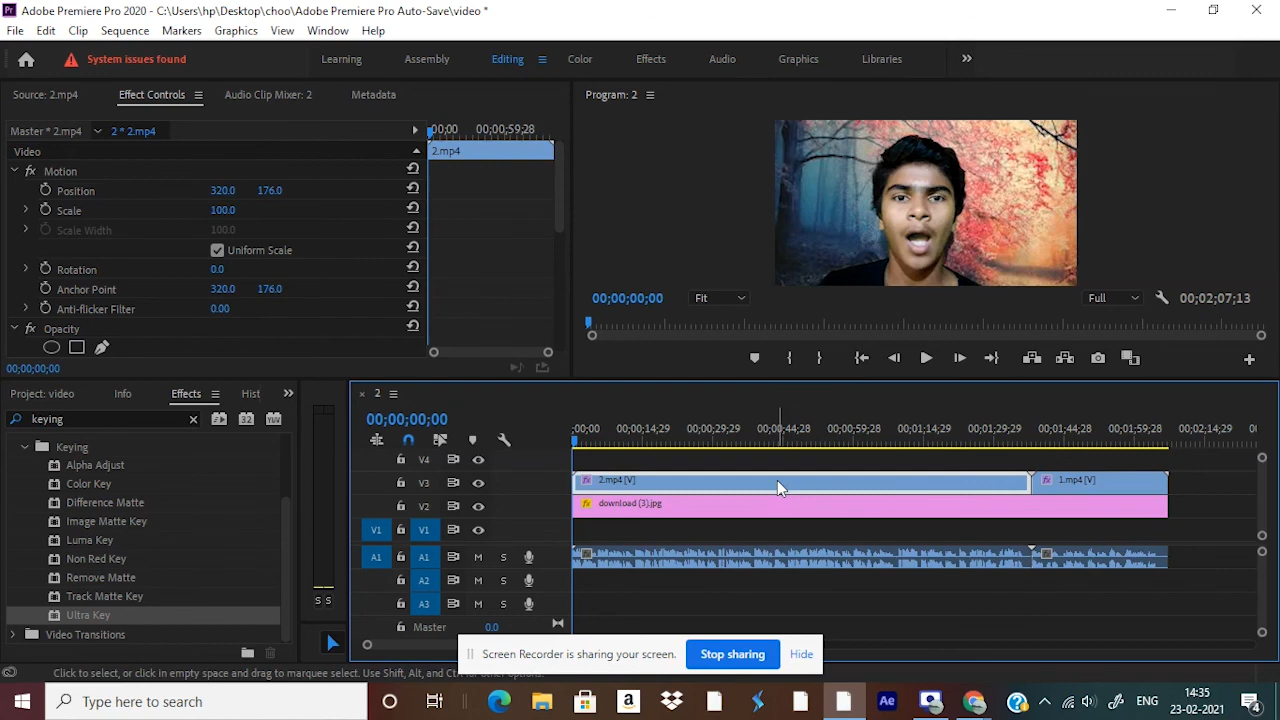 Pr Adobe Premiere Pro 2020 - C:\Users\hp\Desktop\choo\Adobe Premiere Pro Auto-Save\video *
File Edit Clip Sequence Markers Graphics View Window Help
System issues found Learning Assembly Editing Color Effects Audio Graphics Libraries
Source: 2.mp4 Effect Controls Audio Clip Mixer: 2 Metadata Program: 2
Master * 2.mp4 2 * 2.mp4 00;00 00;00;59;28
Video 2.mp4
Motion
Position 320.0 176.0
Scale 100.0
Scale Width 100.0
Uniform Scale
Rotation 0.0
Anchor Point 320.0 176.0
Anti-flicker Filter 0.00
Opacity
00;00;00;00
00;00;00;00 Fit Full 00;02;07;13
Project: video Info Effects Hist
keying 32 YUV
Keying
Alpha Adjust
Color Key
Difference Matte
Image Matte Key
Luma Key
Non Red Key
Remove Matte
Track Matte Key
Ultra Key
Video Transitions
S S
2
00;00;00;00
;00;00 00;00;14;29 00;00;29;29 00;00;44;28 00;00;59;28 00;01;14;29 00;01;29;29 00;01;44;28 00;01;59;28 00;02;14;29 00;
V4
V3 2.mp4 [V] 1.mp4 [V]
V2 download (3).jpg
V1 V1
A1 A1 M S
A2 M S
A3 M S
Master 0.0
Screen Recorder is sharing your screen. Stop sharing Hide
Click to select, or click in empty space and drag to marquee select. Use Shift, Alt, and Ctrl for other options.
Type here to search a Ae ENG 14:35
23-02-2021 4